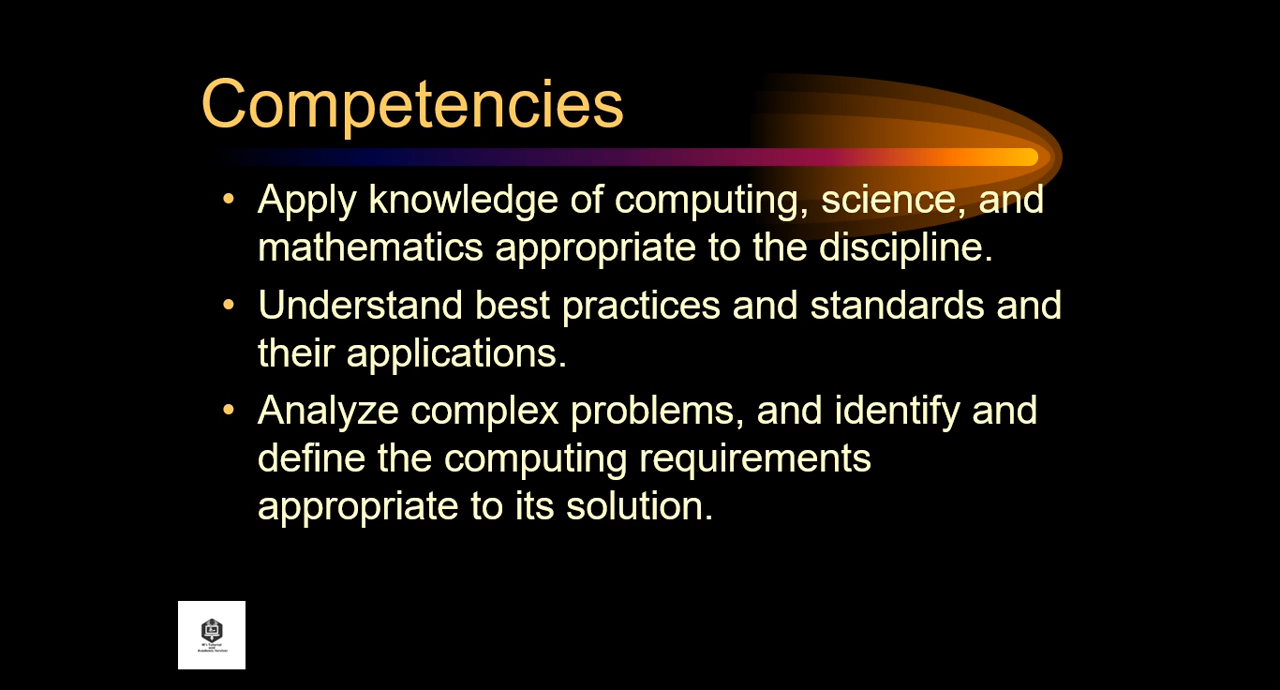 Competencies
• Apply knowledge of computing, science, and
mathematics appropriate to the discipline.
• Understand best practices and standards and
their applications.
• Analyze complex problems, and identify and
define the computing requirements
appropriate to its solution.